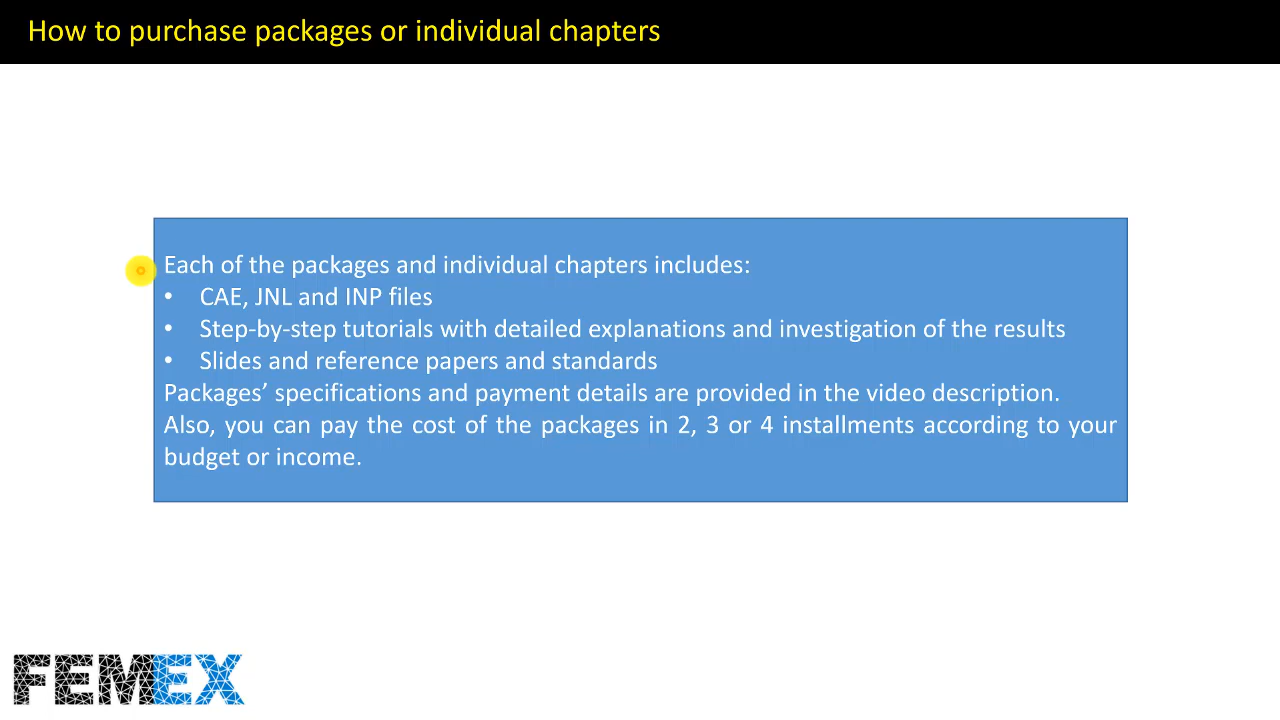 How to purchase packages or individual chapters
Each of the packages and individual chapters includes:
• CAE, JNL and INP files
• Step-by-step tutorials with detailed explanations and investigation of the results
• Slides and reference papers and standards
Packages’ specifications and payment details are provided in the video description.
Also, you can pay the cost of the packages in 2, 3 or 4 installments according to your
budget or income.
FEMEX